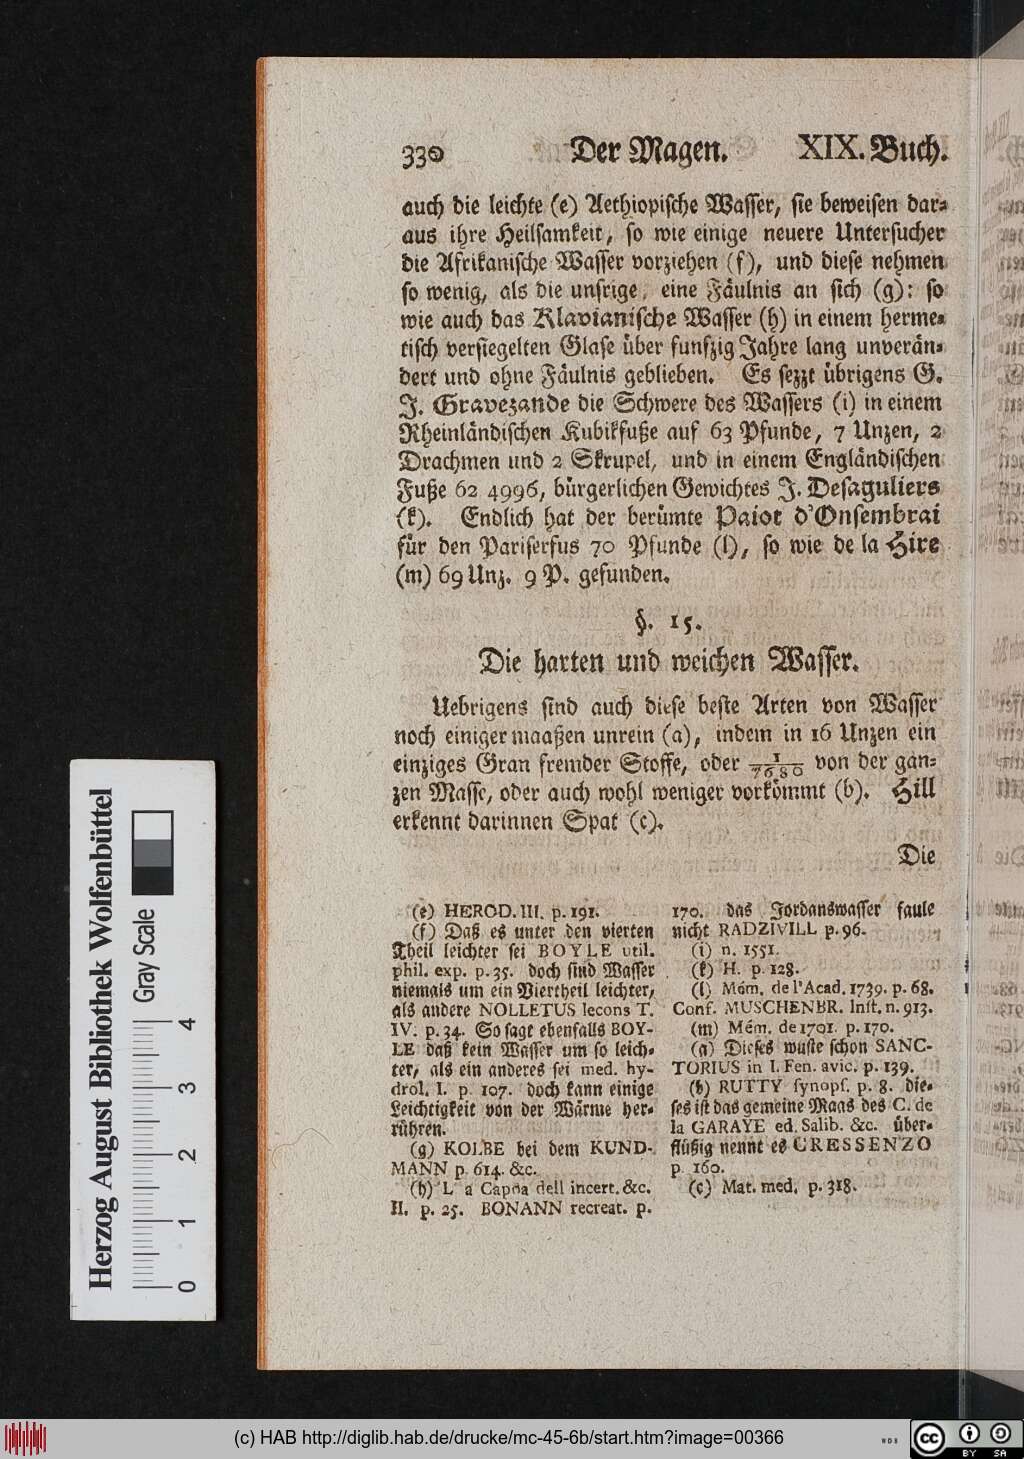 330 Der Magen. XIX. Buch.
auch die leichte (e) Aethiopische Wasser, sie beweisen dar-
aus ihre Heilsamkeit, so wie einige neuere Untersucher
die Afrikanische Wasser vorziehen (f), und diese nehmen
so wenig, als die unsrige, eine Fäulnis an sich (g): so
wie auch das Klavianische Wasser (h) in einem herme-
tisch versiegelten Glase über funfzig Jahre lang unverän-
dert und ohne Fäulnis geblieben. Es sezzt übrigens G.
J. Gravezande die Schwere des Wassers (i) in einem
Rheinländischen Kubikfuße auf 63 Pfunde, 7 Unzen, 2
Drachmen und 2 Skrupel, und in einem Engländischen
Fuße 62 4996, bürgerlichen Gewichtes J. Desaguliers
(k). Endlich hat der berümte Paiot d'Onsembrai
für den Pariserfus 70 Pfunde (l), so wie de la Hire
(m) 69 Unz. 9 P. gefunden.
§. 15.
Die harten und weichen Wasser.
Uebrigens sind auch diese beste Arten von Wasser
noch einiger maaßen unrein (a), indem in 16 Unzen ein
einziges Gran fremder Stoffe, oder 1/7680 von der gan-
zen Masse, oder auch wohl weniger vorkömmt (b). Hill
erkennt darinnen Spat (c).
Die
(e) HEROD. III. p. 191.
(f) Daß es unter den vierten
Theil leichter sei BOYLE util.
phil. exp. p. 35. doch sind Wasser
niemals um ein Viertheil leichter,
als andere NOLLETUS lecons T.
IV. p. 34. So sagt ebenfalls BOY-
LE daß kein Wasser um so leich-
ter, als ein anderes sei med. hy-
drol. I. p. 107. doch kann einige
Leichtigkeit von der Wärme her-
rühren.
(g) KOLBE bei dem KUND-
MANN p. 614. &c.
(h) L a Capoa dell incert. &c.
II. p. 25. BONANN recreat. p.
170. das Jordanswasser faule
nicht RADZIVILL p. 96.
(i) n. 1551.
(k) H. p. 128.
(l) Mém. de l'Acad. 1739. p. 68.
Conf. MUSCHENBR. Inst. n. 913.
(m) Mém. de 1701. p. 170.
(a) Dieses wuste schon SANC-
TORIUS in I. Fen. avic. p. 139.
(b) RUTTY synops. p. 8. die-
ses ist das gemeine Maas des C. de
la GARAYE ed. Salib. &c. über-
flüßig nennt es CRESSENZO
p. 160.
(c) Mat. med. p. 318.
Herzog August Bibliothek Wolfenbüttel
Gray Scale
0 1 2 3 4
(c) HAB http://diglib.hab.de/drucke/mc-45-6b/start.htm?image=00366
WDB
cc BY SA